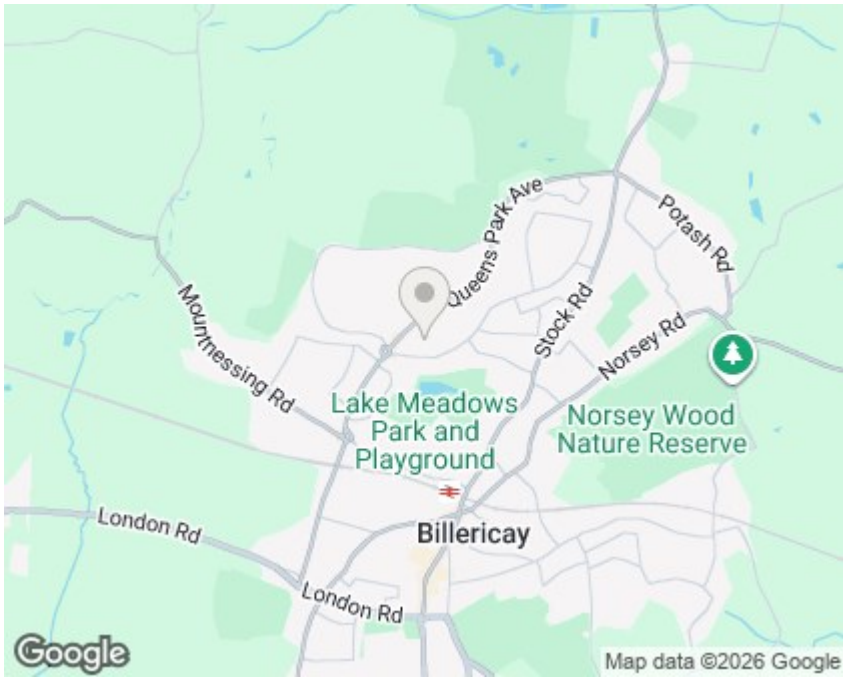 Queens Park Ave
Potash Rd
Mountnessing Rd
Stock Rd
Norsey Rd
Lake Meadows
Park and
Playground
Norsey Wood
Nature Reserve
London Rd
Billericay
London Rd
Google
Map data ©2026 Google